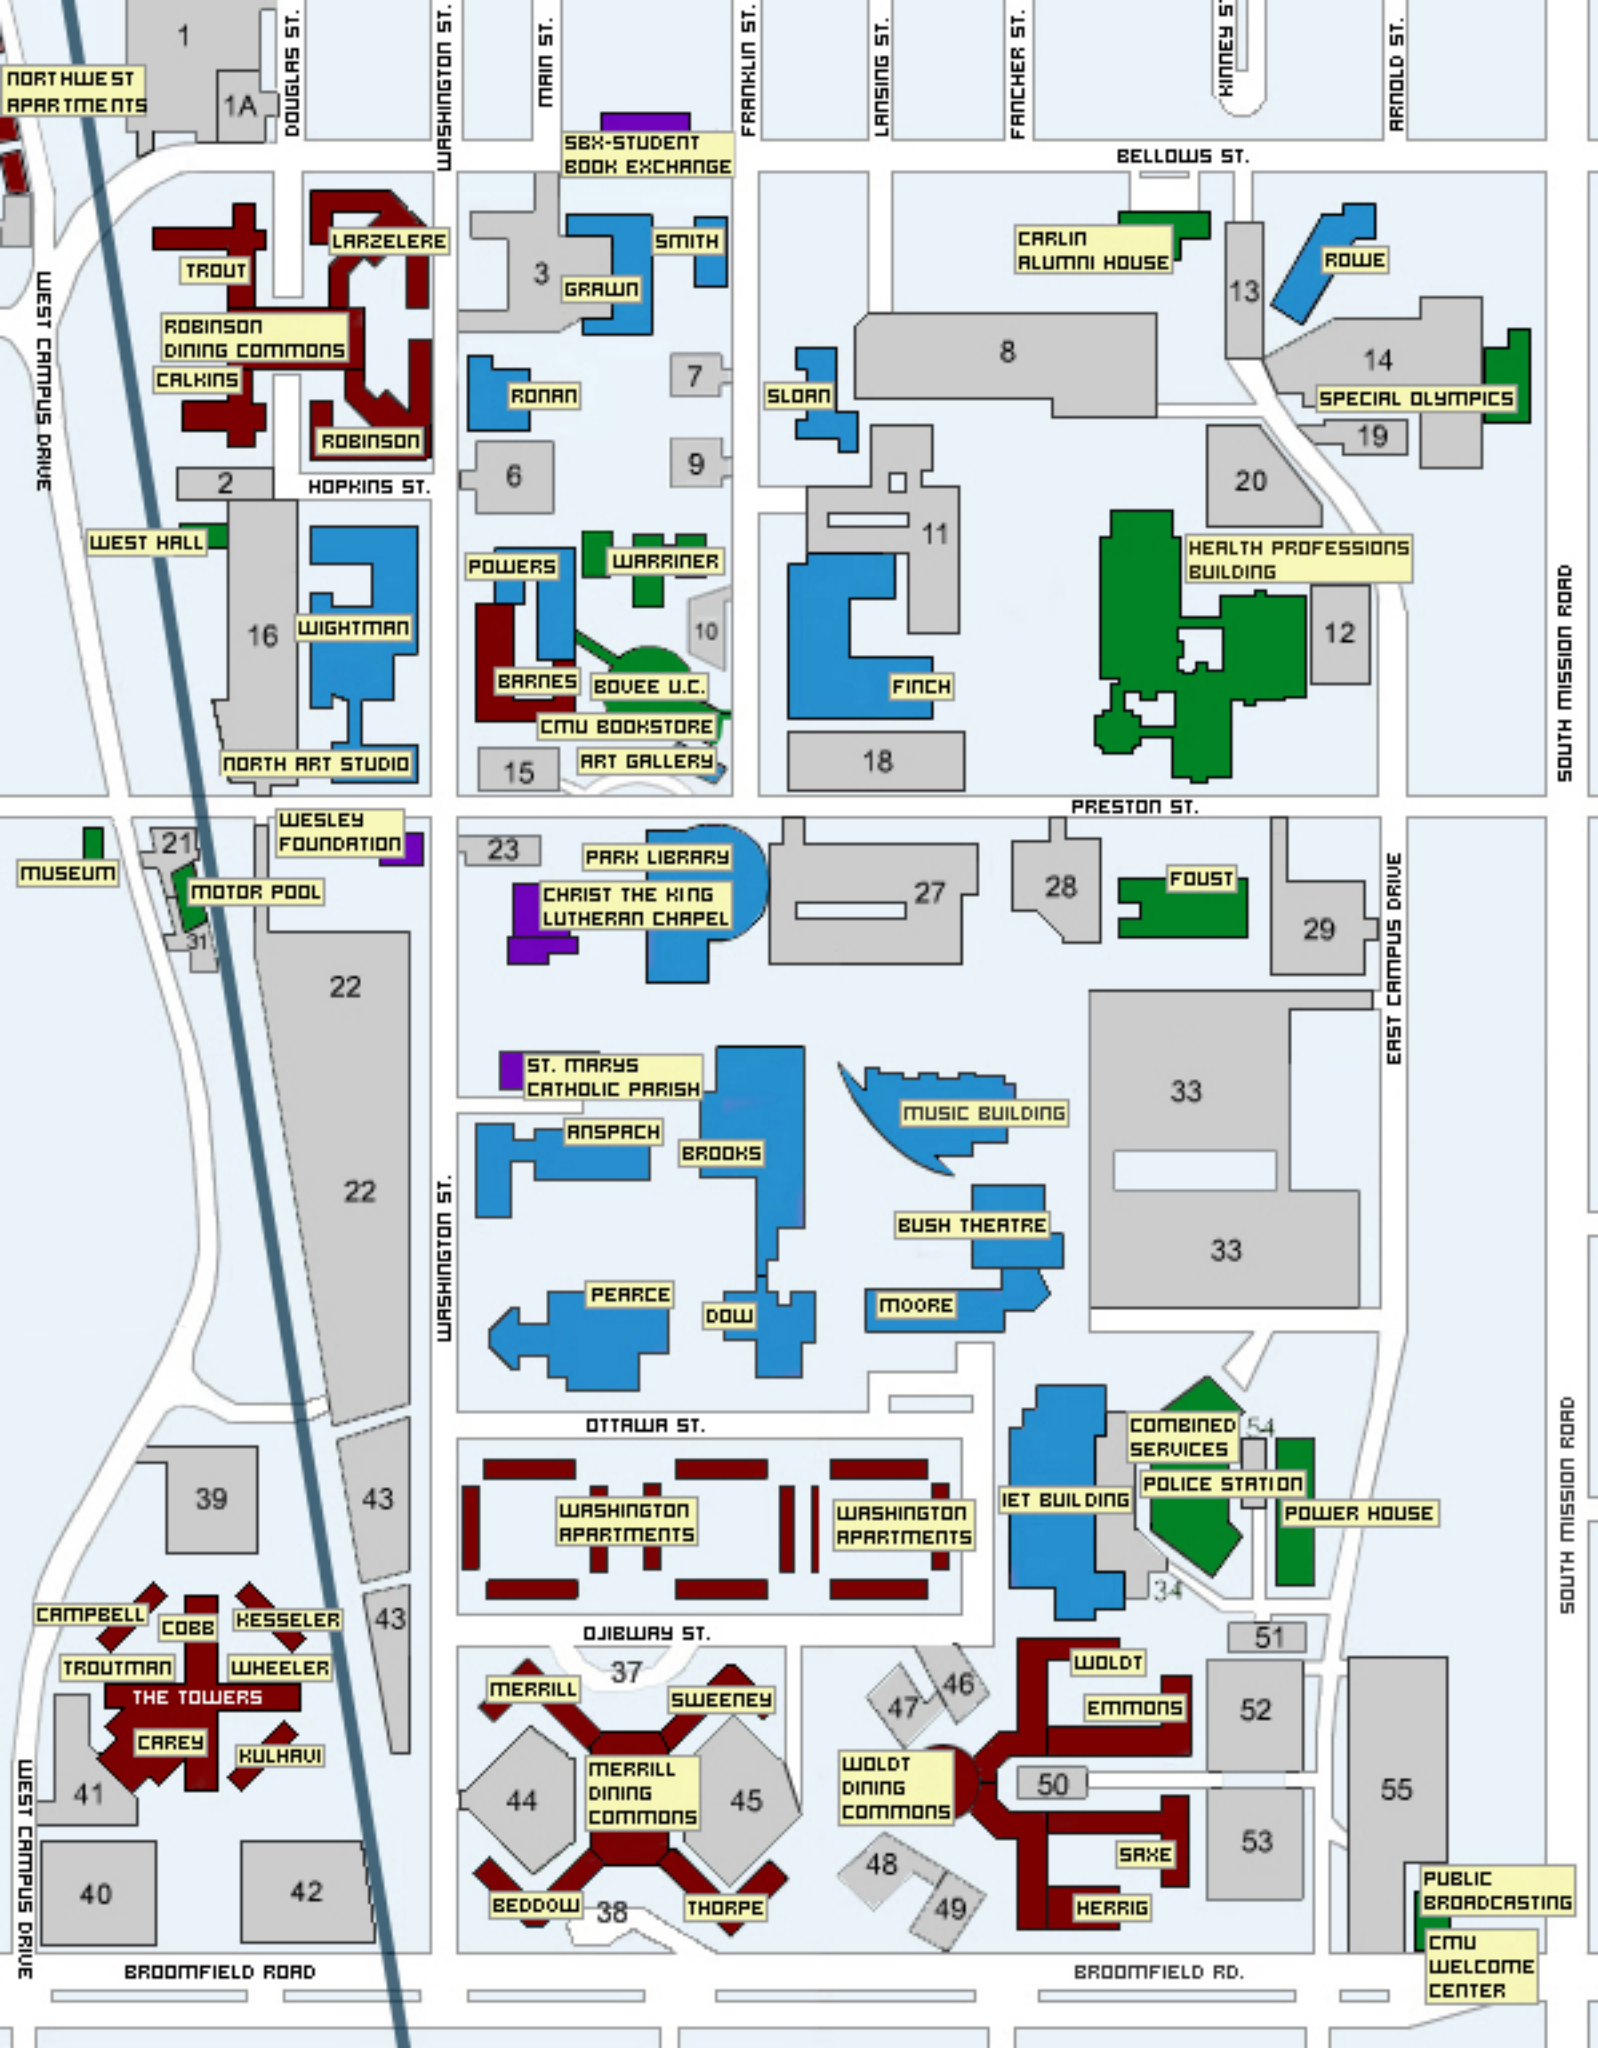 1
NORTHWEST
APARTMENTS
1A
DOUGLAS ST.
WASHINGTON ST.
MAIN ST.
FRANKLIN ST.
LANSING ST.
FANCHER ST.
KINNEY ST
ARNOLD ST.
SBX-STUDENT
BOOK EXCHANGE
BELLOWS ST.
LARZELERE
TROUT
SMITH
3
GRAWN
CARLIN
ALUMNI HOUSE
13
ROWE
WEST CAMPUS DRIVE
ROBINSON
DINING COMMONS
CALKINS
ROBINSON
RONAN
7
SLOAN
8
14
SPECIAL OLYMPICS
19
2
HOPKINS ST.
6
9
20
WEST HALL
POWERS
WARRINER
11
HEALTH PROFESSIONS
BUILDING
16
WIGHTMAN
10
12
SOUTH MISSION ROAD
BARNES
BOVEE U.C.
FINCH
CMU BOOKSTORE
NORTH ART STUDIO
15
ART GALLERY
18
PRESTON ST.
WESLEY
FOUNDATION
21
MUSEUM
MOTOR POOL
31
23
PARK LIBRARY
CHRIST THE KING
LUTHERAN CHAPEL
27
28
FOUST
29
EAST CAMPUS DRIVE
22
ST. MARYS
CATHOLIC PARISH
33
MUSIC BUILDING
ANSPACH
BROOKS
22
WASHINGTON ST.
BUSH THEATRE
33
PEARCE
DOW
MOORE
OTTAWA ST.
COMBINED
SERVICES
54
SOUTH MISSION ROAD
39
43
WASHINGTON
APARTMENTS
WASHINGTON
APARTMENTS
IET BUILDING
POLICE STATION
POWER HOUSE
34
CAMPBELL
COBB
KESSELER
43
OJIBWAY ST.
51
TROUTMAN
WHEELER
37
WOLDT
THE TOWERS
MERRILL
SWEENEY
47
46
EMMONS
52
CAREY
KULHAVI
41
44
MERRILL
DINING
COMMONS
45
WOLDT
DINING
COMMONS
50
55
WEST CAMPUS DRIVE
53
SAXE
40
42
BEDDOW
38
THORPE
48
49
HERRIG
PUBLIC
BROADCASTING
CMU
WELCOME
CENTER
BROOMFIELD ROAD
BROOMFIELD RD.